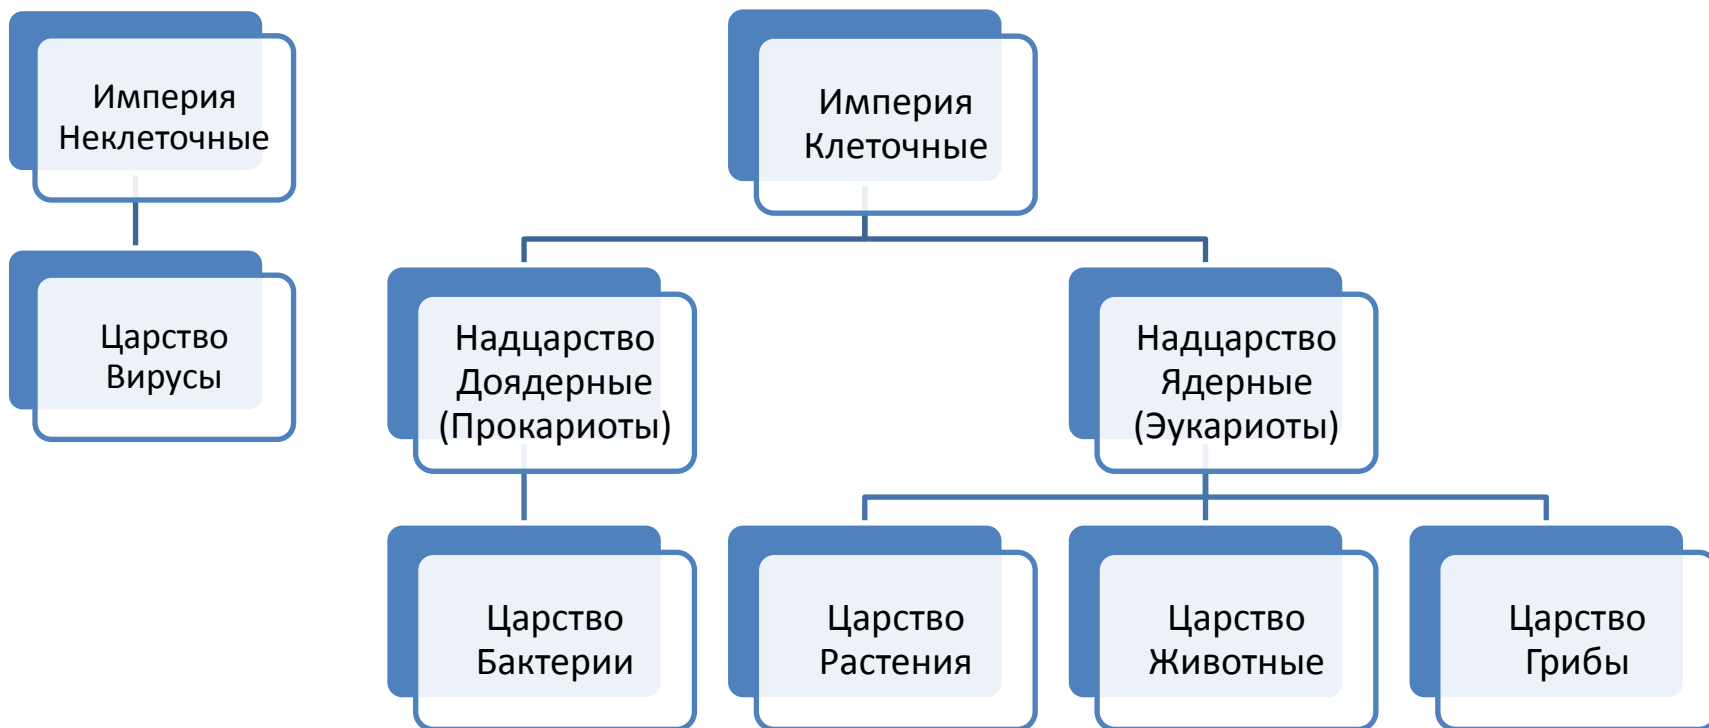 Империя
Неклеточные
Империя
Клеточные
Царство
Вирусы
Надцарство
Доядерные
(Прокариоты)
Надцарство
Ядерные
(Эукариоты)
Царство
Бактерии
Царство
Растения
Царство
Животные
Царство
Грибы